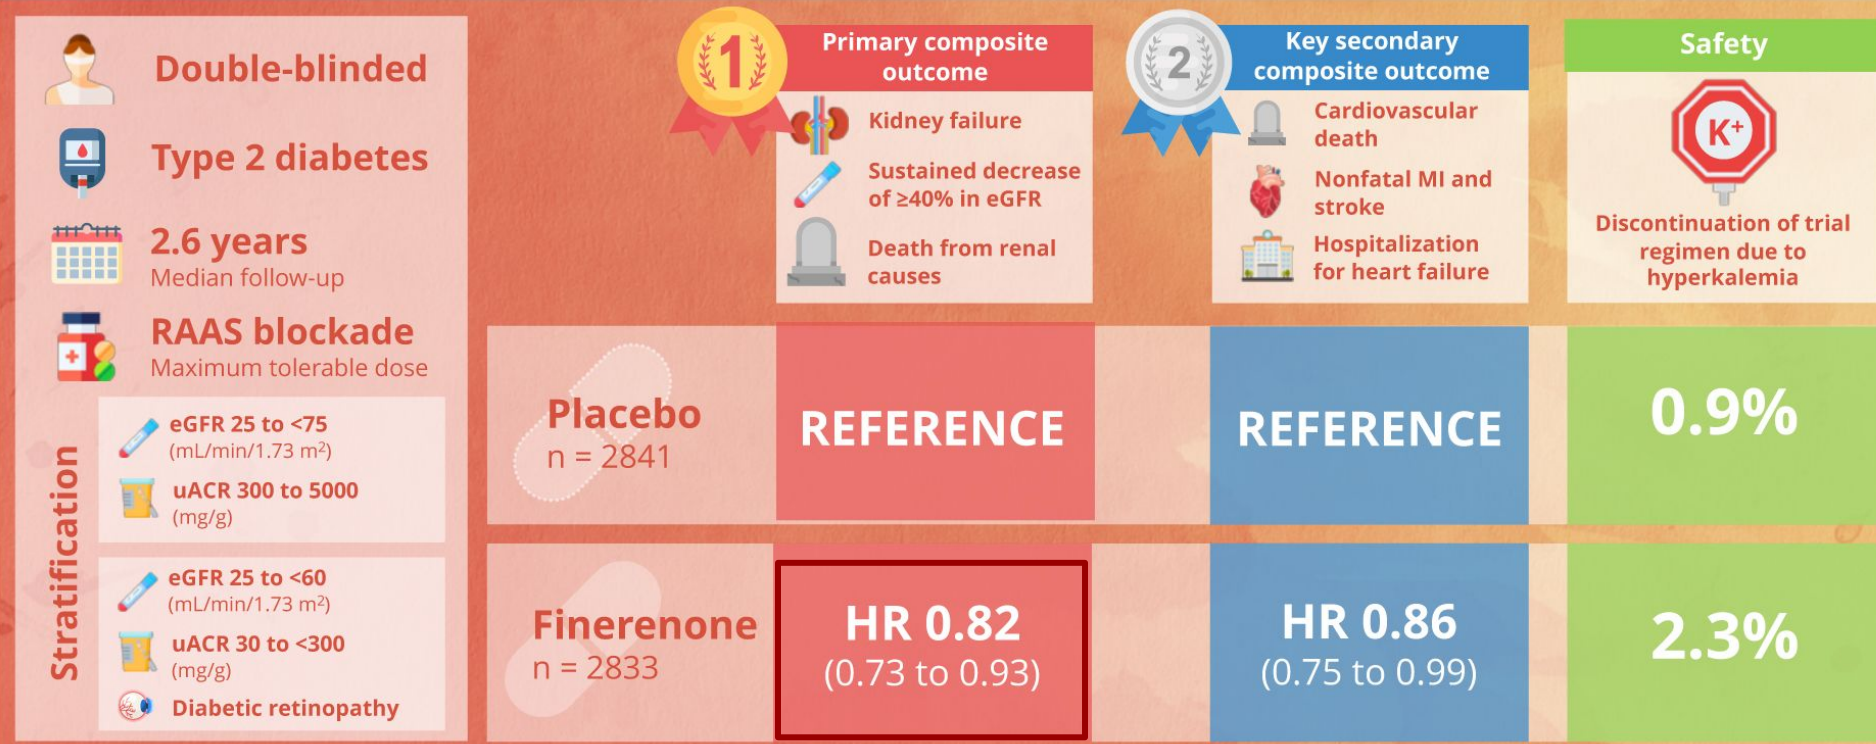 Double-blinded
Type 2 diabetes
2.6 years
Median follow-up
RAAS blockade
Maximum tolerable dose
Stratification
eGFR 25 to <75
(mL/min/1.73 m²)
uACR 300 to 5000
(mg/g)
eGFR 25 to <60
(mL/min/1.73 m²)
uACR 30 to <300
(mg/g)
Diabetic retinopathy
1
Primary composite
outcome
Kidney failure
Sustained decrease
of ≥40% in eGFR
Death from renal
causes
2
Key secondary
composite outcome
Cardiovascular
death
Nonfatal MI and
stroke
Hospitalization
for heart failure
Safety
K+
Discontinuation of trial
regimen due to
hyperkalemia
Placebo
n = 2841
REFERENCE
REFERENCE
0.9%
Finerenone
n = 2833
HR 0.82
(0.73 to 0.93)
HR 0.86
(0.75 to 0.99)
2.3%